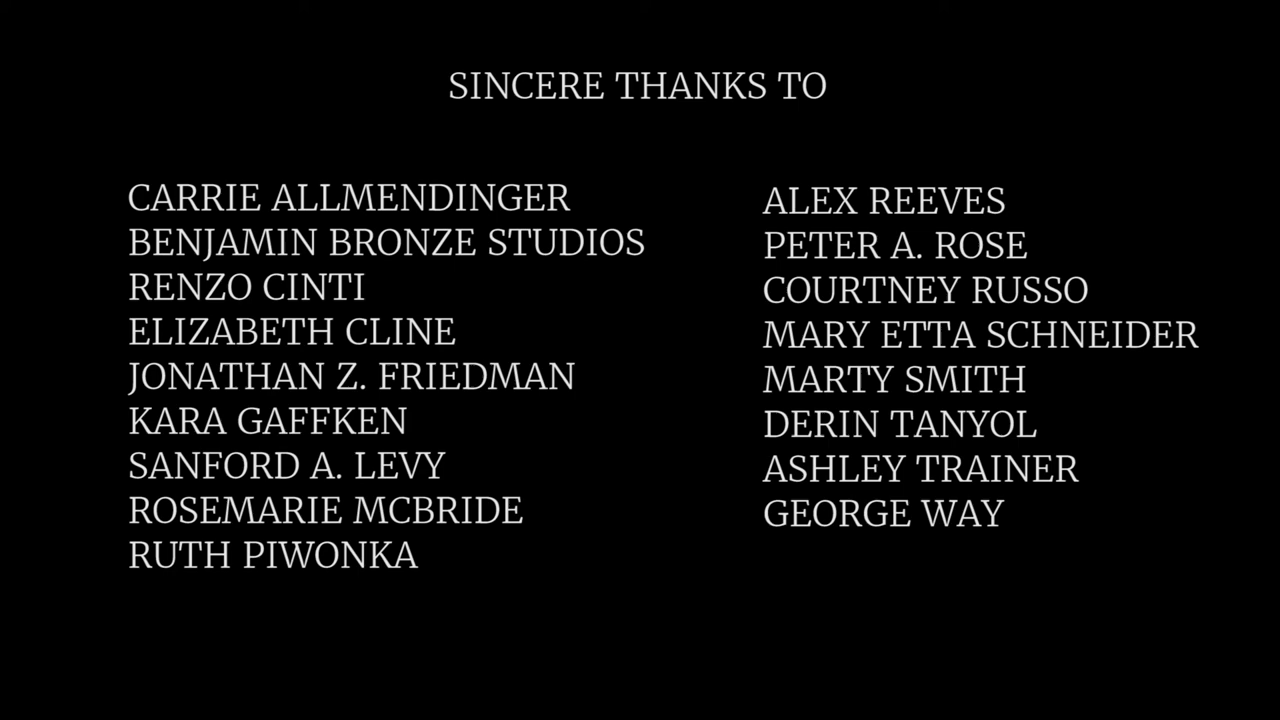 SINCERE THANKS TO
CARRIE ALLMENDINGER
BENJAMIN BRONZE STUDIOS
RENZO CINTI
ELIZABETH CLINE
JONATHAN Z. FRIEDMAN
KARA GAFFKEN
SANFORD A. LEVY
ROSEMARIE MCBRIDE
RUTH PIWONKA
ALEX REEVES
PETER A. ROSE
COURTNEY RUSSO
MARY ETTA SCHNEIDER
MARTY SMITH
DERIN TANYOL
ASHLEY TRAINER
GEORGE WAY